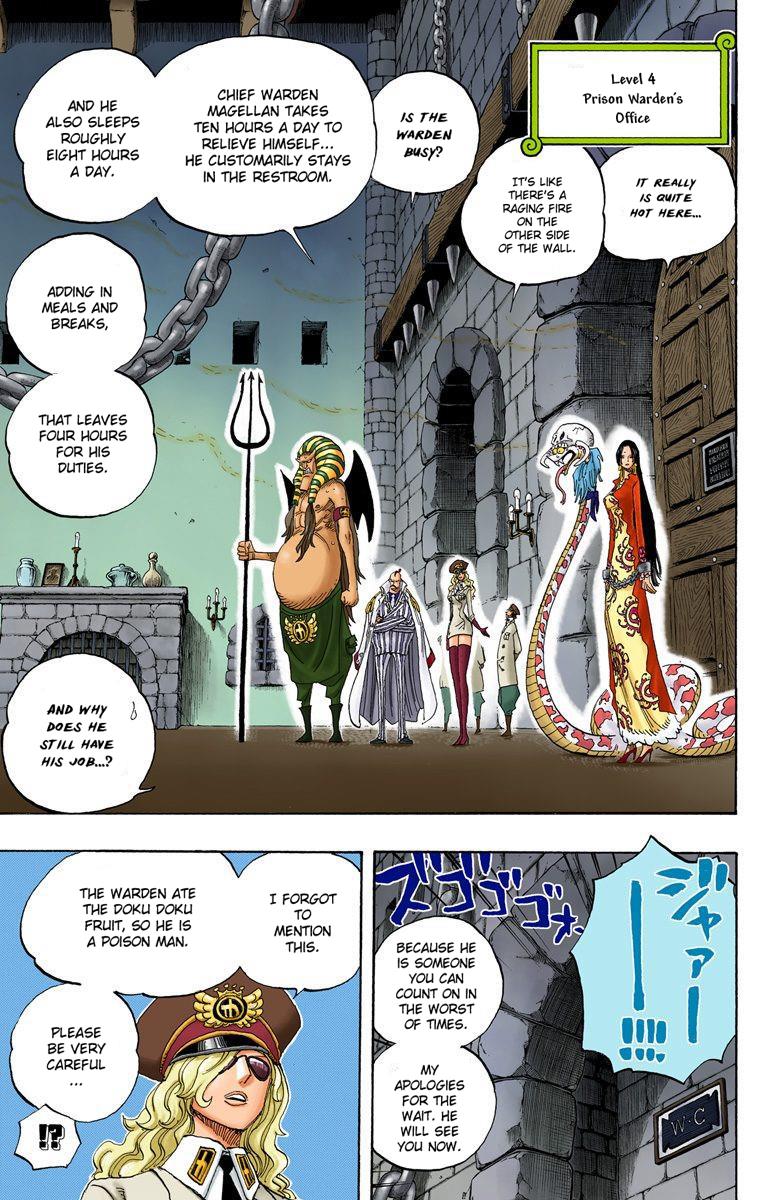 Level 4
Prison Warden's
Office
IT REALLY
IS QUITE
HOT HERE...
IT'S LIKE
THERE'S A
RAGING FIRE
ON THE
OTHER SIDE
OF THE WALL.
IS THE
WARDEN
BUSY?
CHIEF WARDEN
MAGELLAN TAKES
TEN HOURS A DAY TO
RELIEVE HIMSELF...
HE CUSTOMARILY STAYS
IN THE RESTROOM.
AND HE
ALSO SLEEPS
ROUGHLY
EIGHT HOURS
A DAY.
ADDING IN
MEALS AND
BREAKS,
THAT LEAVES
FOUR HOURS
FOR HIS
DUTIES.
AND WHY
DOES HE
STILL HAVE
HIS JOB...?
ジャァー
ー!!!!
ズゴゴゴゴォ..
BECAUSE HE
IS SOMEONE
YOU CAN
COUNT ON IN
THE WORST
OF TIMES.
MY
APOLOGIES
FOR THE
WAIT. HE
WILL SEE
YOU NOW.
W·C
I FORGOT
TO
MENTION
THIS.
THE WARDEN ATE
THE DOKU DOKU
FRUIT, SO HE IS
A POISON MAN.
PLEASE
BE VERY
CAREFUL
...
!?